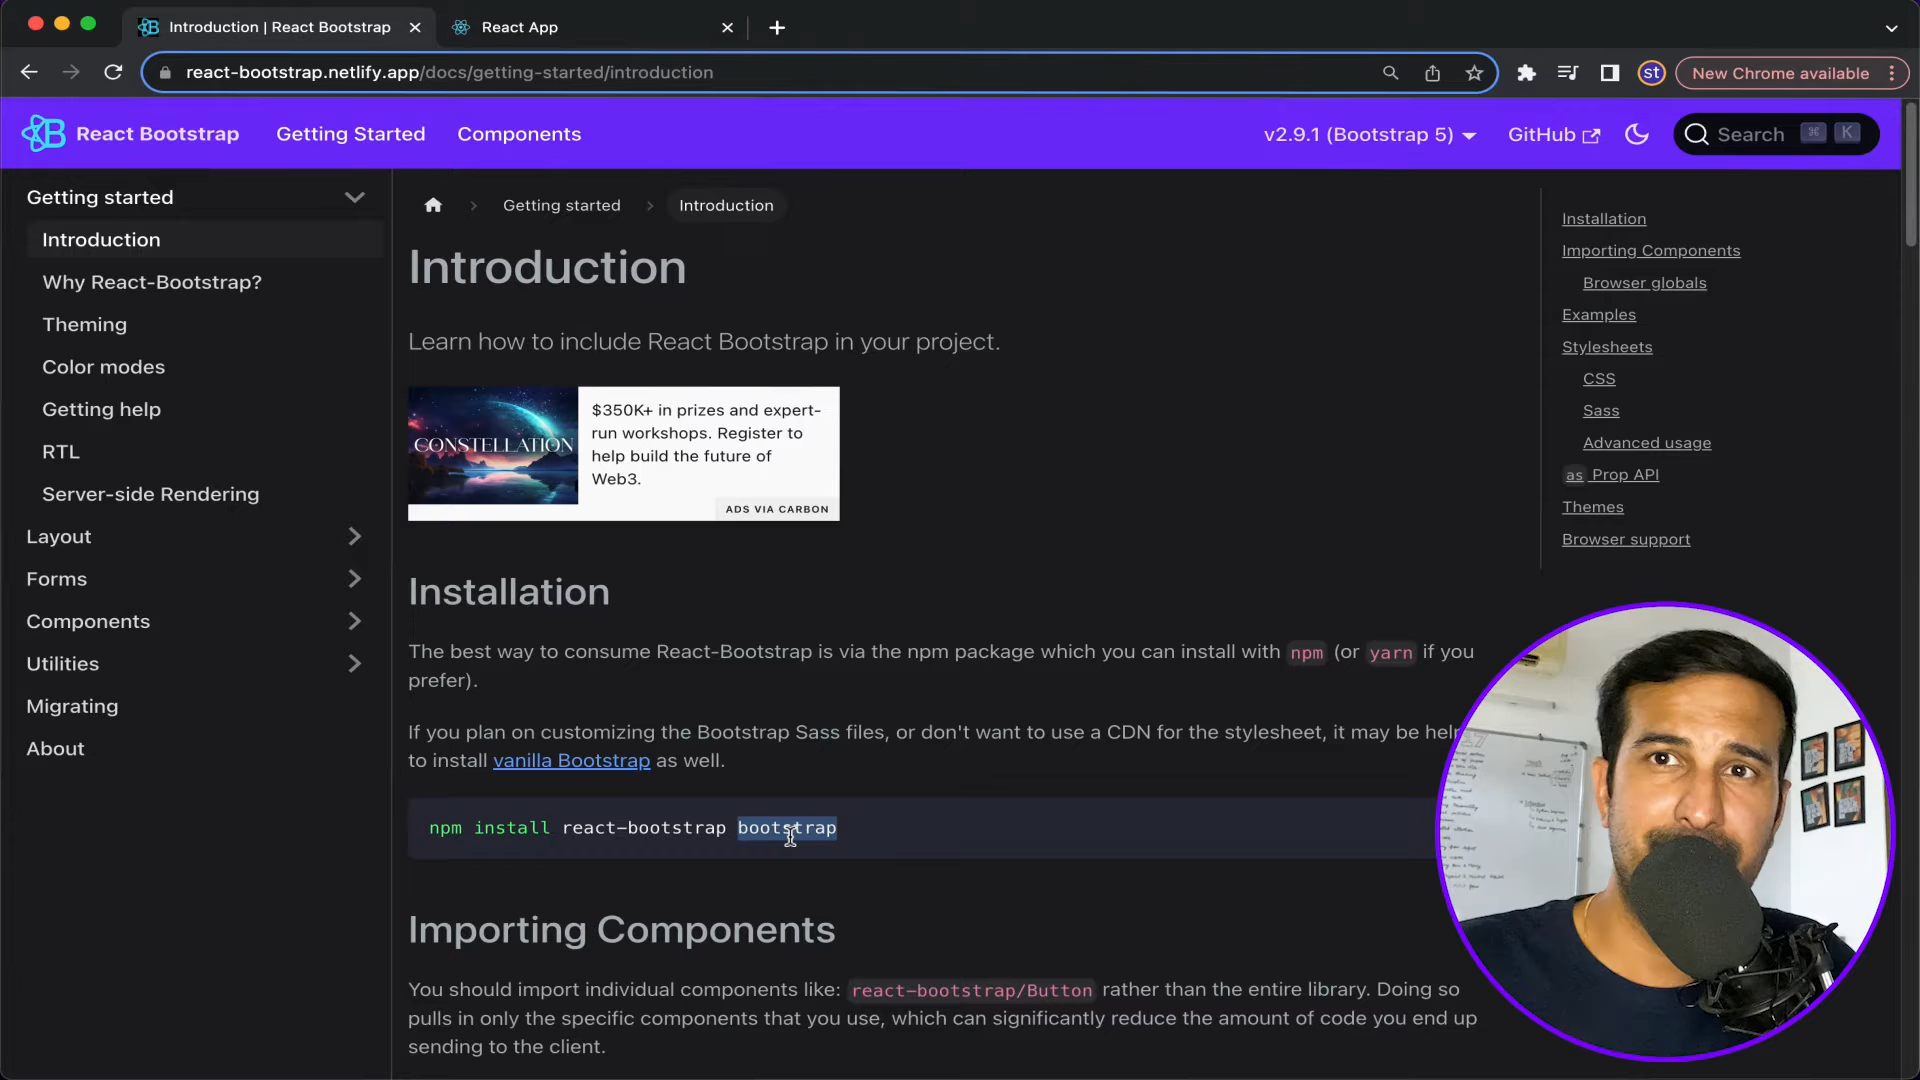 Introduction | React Bootstrap
React App
react-bootstrap.netlify.app/docs/getting-started/introduction
st
New Chrome available
React Bootstrap
Getting Started
Components
v2.9.1 (Bootstrap 5)
GitHub
Search
⌘
K
Getting started
Introduction
Why React-Bootstrap?
Theming
Color modes
Getting help
RTL
Server-side Rendering
Layout
Forms
Components
Utilities
Migrating
About
Getting started
Introduction
Introduction
Learn how to include React Bootstrap in your project.
CONSTELLATION
$350K+ in prizes and expert-
run workshops. Register to
help build the future of
Web3.
ADS VIA CARBON
Installation
The best way to consume React-Bootstrap is via the npm package which you can install with npm (or yarn if you
prefer).
If you plan on customizing the Bootstrap Sass files, or don't want to use a CDN for the stylesheet, it may be hel
to install vanilla Bootstrap as well.
npm install react-bootstrap bootstrap
Importing Components
You should import individual components like: react-bootstrap/Button rather than the entire library. Doing so
pulls in only the specific components that you use, which can significantly reduce the amount of code you end up
sending to the client.
Installation
Importing Components
Browser globals
Examples
Stylesheets
CSS
Sass
Advanced usage
as Prop API
Themes
Browser support